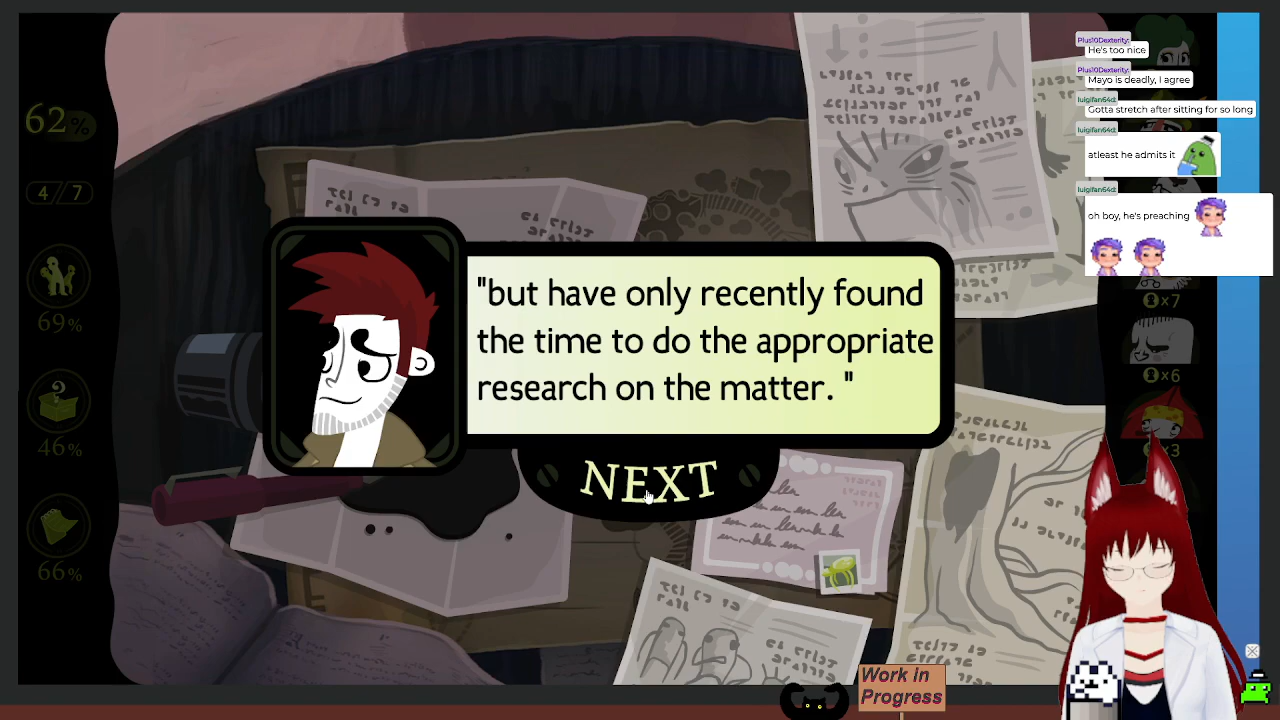 62%
4/7
69%
46%
66%
"but have only recently found
the time to do the appropriate
research on the matter. "
NEXT
Plus10Dexterity:
He's too nice
Plus10Dexterity:
Mayo is deadly, I agree
luigifan64d:
Gotta stretch after sitting for so long
luigifan64d:
atleast he admits it
luigifan64d:
oh boy, he's preaching
x7
x6
x3
Work in
Progress